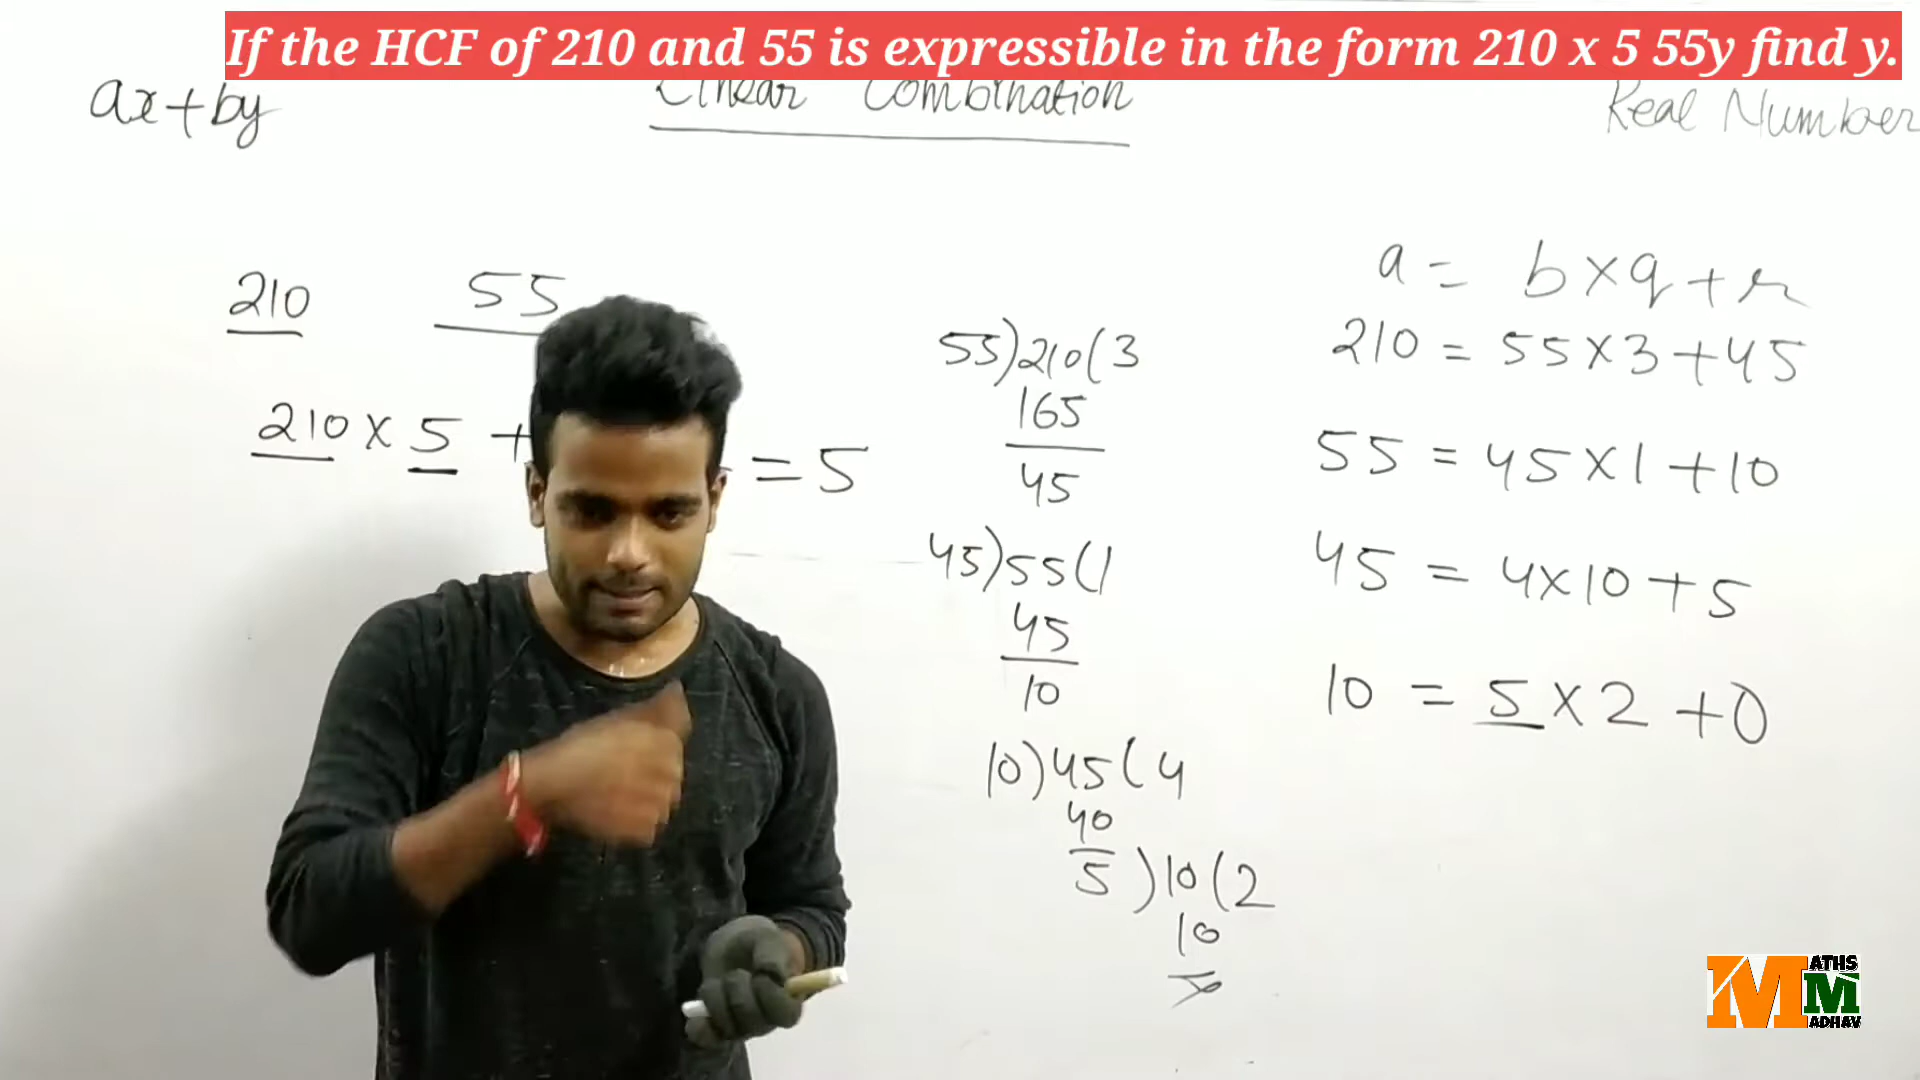 If the HCF of 210 and 55 is expressible in the form 210 x 5 55y find y.
ax+by
Linear Combination
Real Number
210 55
210 × 5 + = 5
55)210(3
165
45
45)55(1
45
10
10)45(4
40
5)10(2
10
a = b×q+r
210 = 55×3+45
55 = 45×1+10
45 = 4×10+5
10 = 5×2+0
MATHS
MADHAV